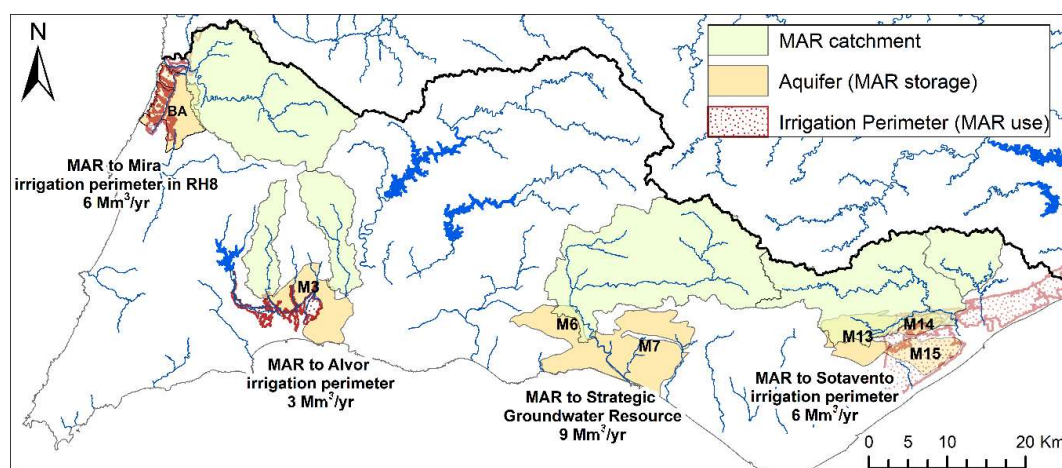 N
MAR catchment
Aquifer (MAR storage)
Irrigation Perimeter (MAR use)
BA
MAR to Mira
irrigation perimeter in RH8
6 Mm³/yr
M3
MAR to Alvor
irrigation perimeter
3 Mm³/yr
M6
M7
MAR to Strategic
Groundwater Resource
9 Mm³/yr
M13
M14
M15
MAR to Sotavento
irrigation perimeter
6 Mm³/yr
0 5 10 20 Km